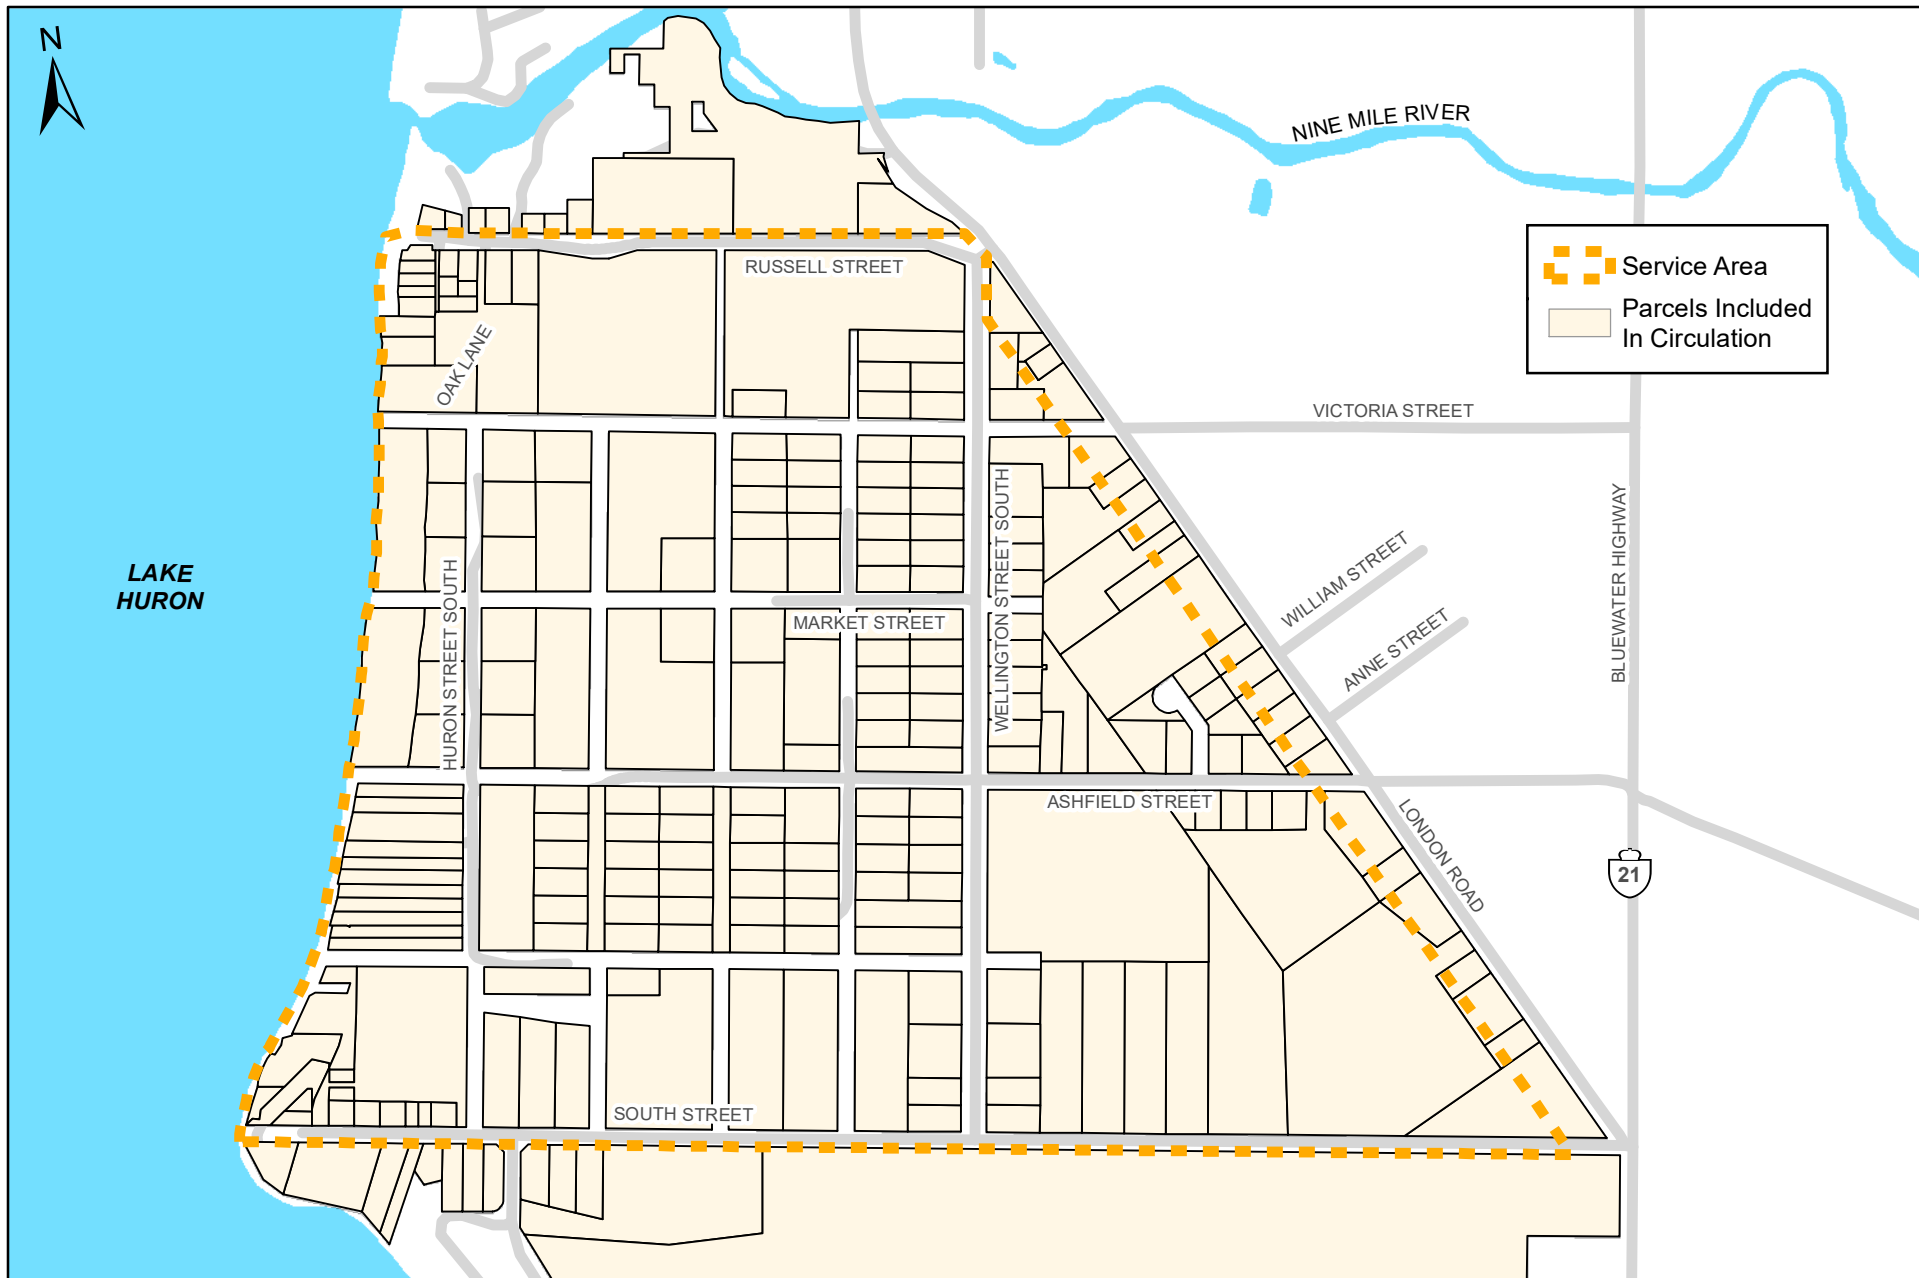 N
NINE MILE RIVER
Service Area
Parcels Included
In Circulation
RUSSELL STREET
OAK LANE
VICTORIA STREET
BLUEWATER HIGHWAY
LAKE
HURON
HURON STREET SOUTH
WELLINGTON STREET SOUTH
WILLIAM STREET
MARKET STREET
ANNE STREET
ASHFIELD STREET
LONDON ROAD
21
SOUTH STREET